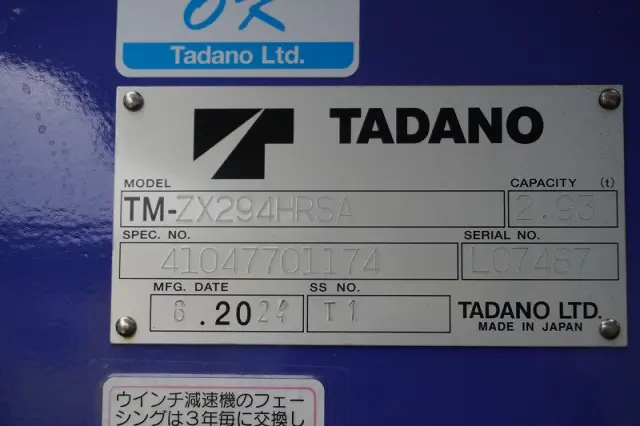 OK
Tadano Ltd.
TADANO
MODEL
CAPACITY (t)
TM-ZX294HRSA
2.93
SPEC. NO.
SERIAL NO.
41047701174
LC7487
MFG. DATE
SS NO.
8.2024
T1
TADANO LTD.
MADE IN JAPAN
ウインチ減速機のフェー
シングは3年毎に交換し